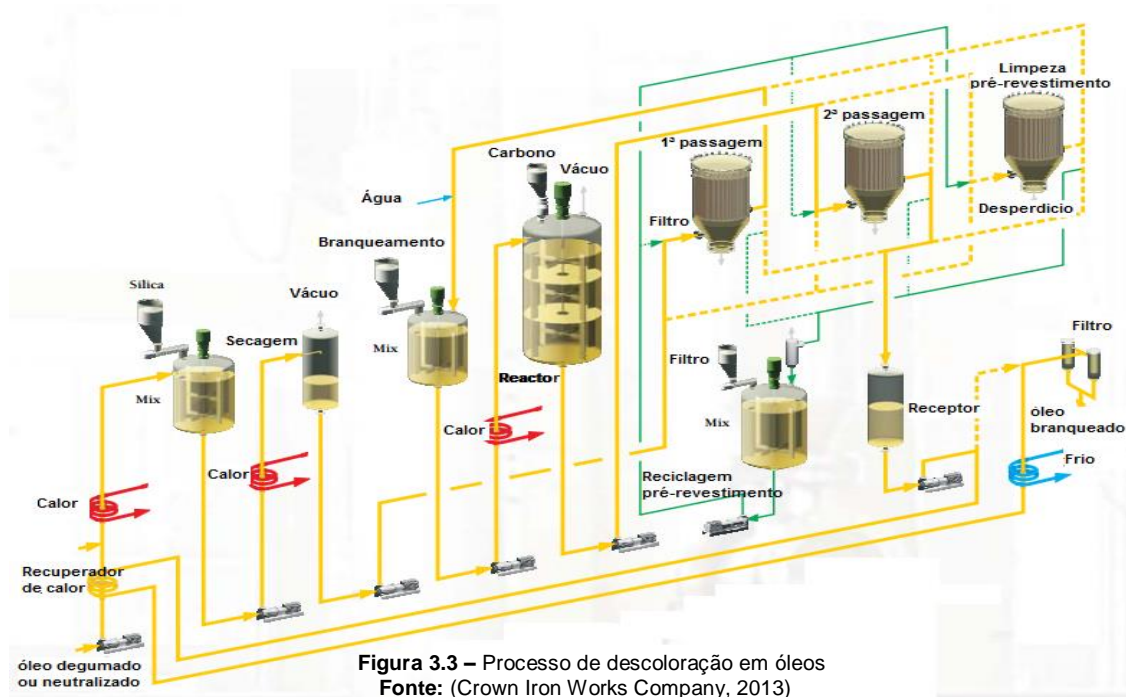 Limpeza
pré-revestimento
2ª passagem
1ª passagem
Carbono
Vácuo
Água
Branqueamento
Filtro
Desperdicio
Sílica
Vácuo
Secagem
Mix
Mix
Reactor
Filtro
Mix
Receptor
Filtro
óleo
branqueado
Calor
Calor
Calor
Frio
Reciclagem
pré-revestimento
Recuperador
de calor
óleo degumado
ou neutralizado
Figura 3.3 – Processo de descoloração em óleos
Fonte: (Crown Iron Works Company, 2013)